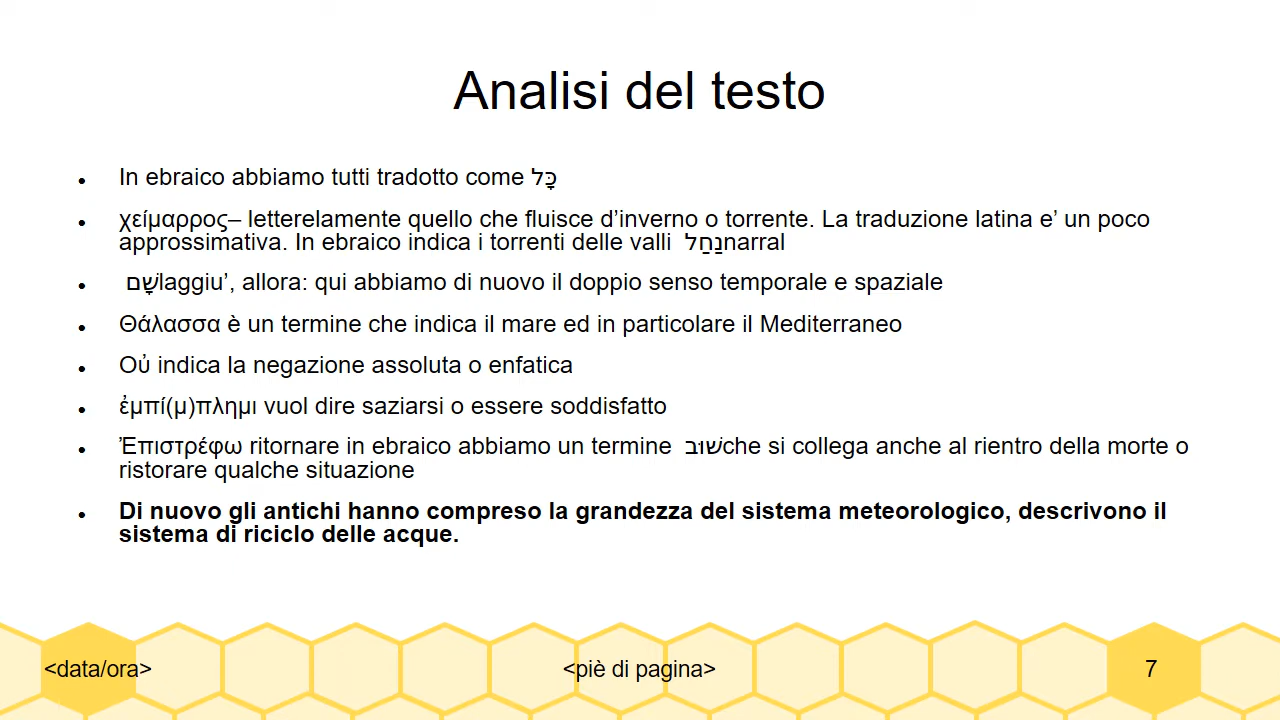 Analisi del testo
In ebraico abbiamo tutti tradotto come כָּל
χείμαρρος– letterelamente quello che fluisce d’inverno o torrente. La traduzione latina e’ un poco
approssimativa. In ebraico indica i torrenti delle valli נַחַל narral
שָׁם laggiu’, allora: qui abbiamo di nuovo il doppio senso temporale e spaziale
Θάλασσα è un termine che indica il mare ed in particolare il Mediterraneo
Οὐ indica la negazione assoluta o enfatica
ἐμπί(μ)πλημι vuol dire saziarsi o essere soddisfatto
Ἐπιστρέφω ritornare in ebraico abbiamo un termine שׁוּב che si collega anche al rientro della morte o
ristorare qualche situazione
Di nuovo gli antichi hanno compreso la grandezza del sistema meteorologico, descrivono il
sistema di riciclo delle acque.
<data/ora> <piè di pagina> 7